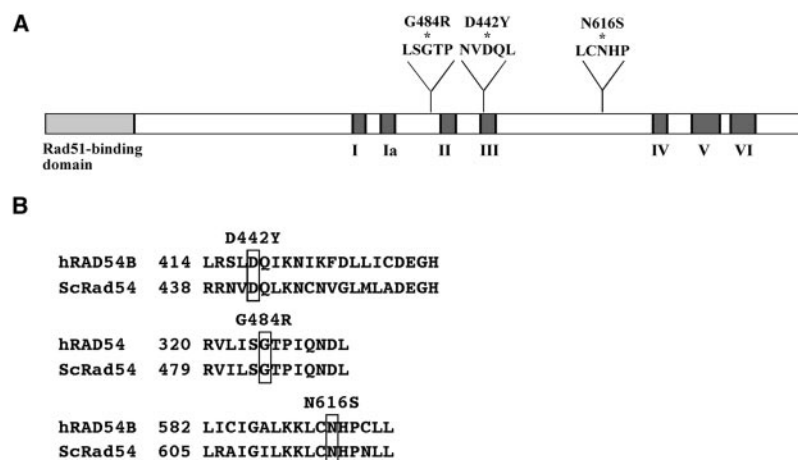 A
G484R D442Y N616S
* * *
LSGTP NVDQL LCNHP
Rad51-binding
domain
I Ia II III IV V VI
B
D442Y
hRAD54B 414 LRSLDQIKNIKFDLLICDEGH
ScRad54 438 RRNVDQLKNCNVGLMLADEGH
G484R
hRAD54 320 RVLISGTPIQNDL
ScRad54 479 RVILSGTPIQNDL
N616S
hRAD54B 582 LICIGALKKLCNHPCLL
ScRad54 605 LRAIGILKKLCNHPNLL